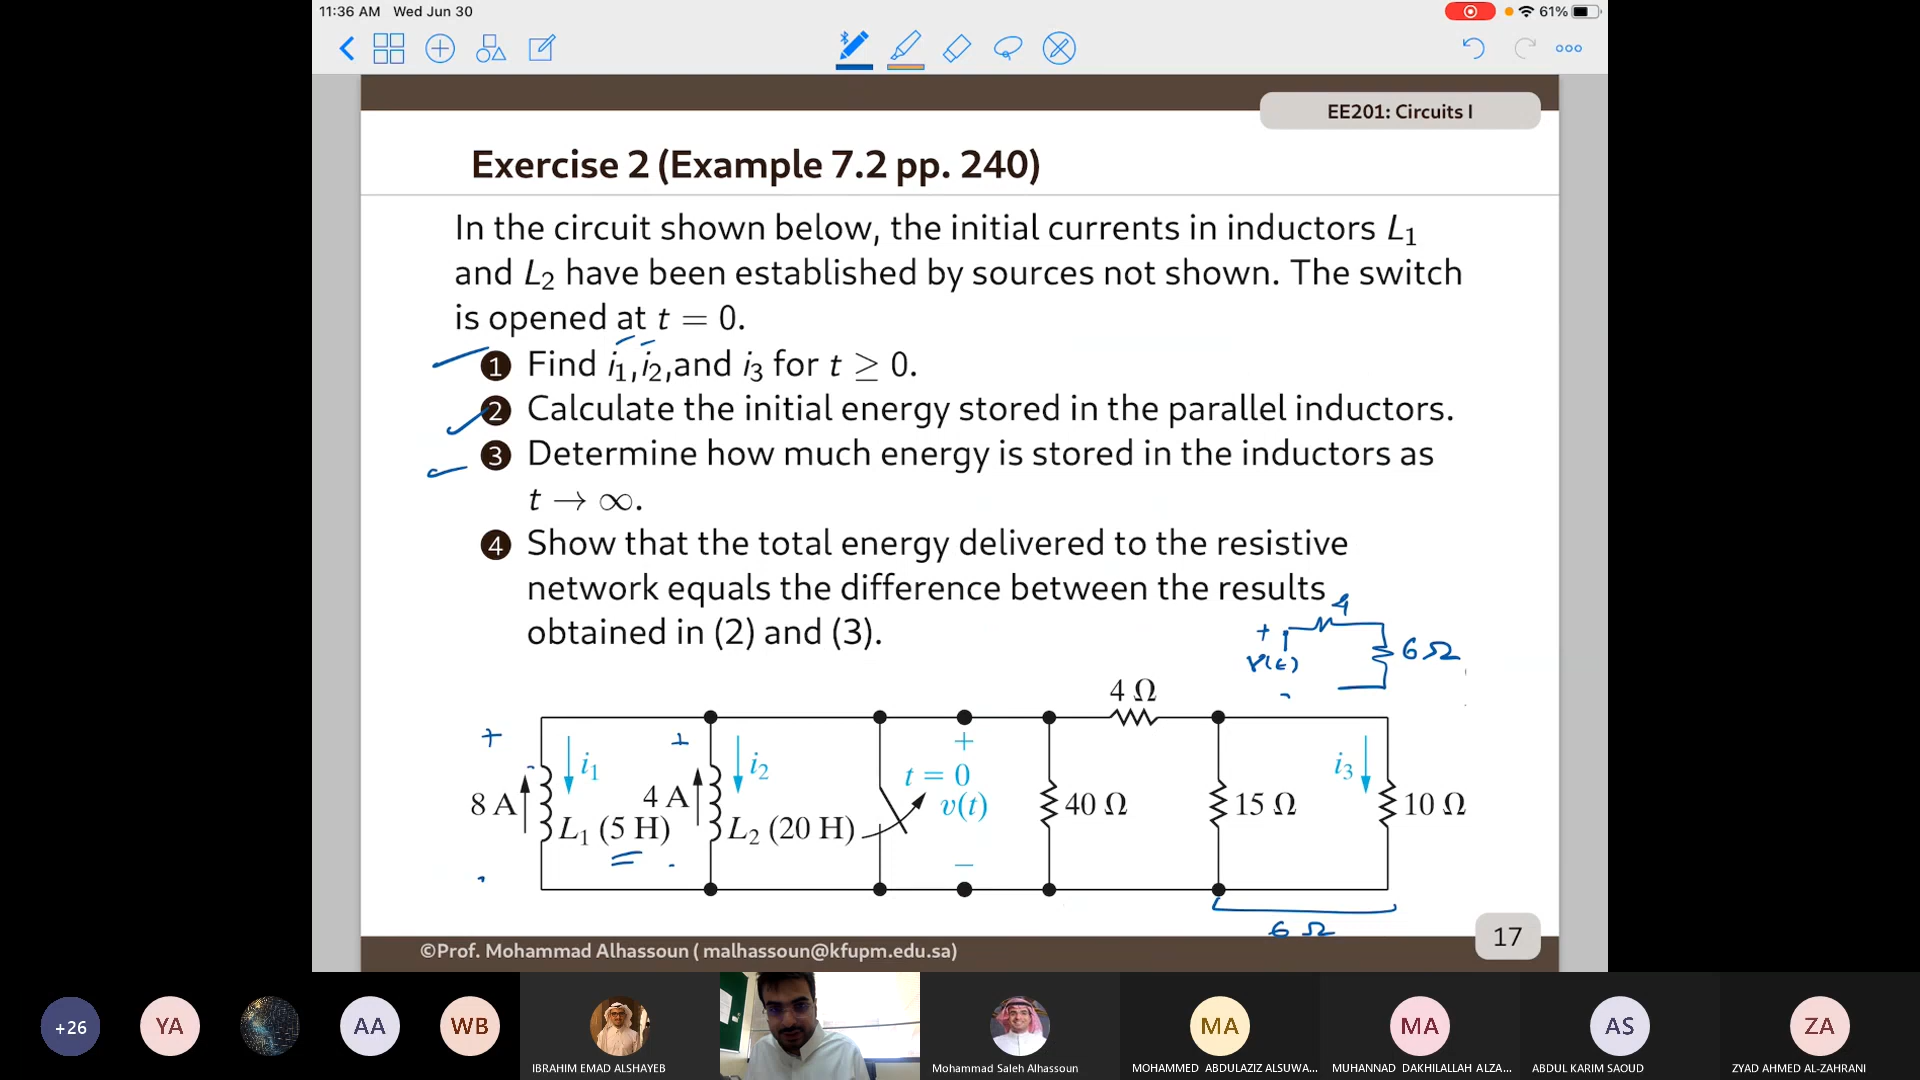 11:36 AM Wed Jun 30
61%
EE201: Circuits I
Exercise 2 (Example 7.2 pp. 240)
In the circuit shown below, the initial currents in inductors L₁
and L₂ have been established by sources not shown. The switch
is opened at t = 0.
1 Find i₁,i₂,and i₃ for t ≥ 0.
2 Calculate the initial energy stored in the parallel inductors.
3 Determine how much energy is stored in the inductors as
t → ∞.
4 Show that the total energy delivered to the resistive
network equals the difference between the results
obtained in (2) and (3).
4
+
v(t)
-
6 Ω
4 Ω
+
i₁
+
i₂
+
t = 0
i₃
8 A
4 A
v(t)
40 Ω
15 Ω
10 Ω
L₁ (5 H)
L₂ (20 H)
−
6 Ω
©Prof. Mohammad Alhassoun ( malhassoun@kfupm.edu.sa)
17
+26
YA
AA
WB
MA
MA
AS
ZA
IBRAHIM EMAD ALSHAYEB
Mohammad Saleh Alhassoun
MOHAMMED ABDULAZIZ ALSUWA...
MUHANNAD DAKHILALLAH ALZA...
ABDUL KARIM SAOUD
ZYAD AHMED AL-ZAHRANI